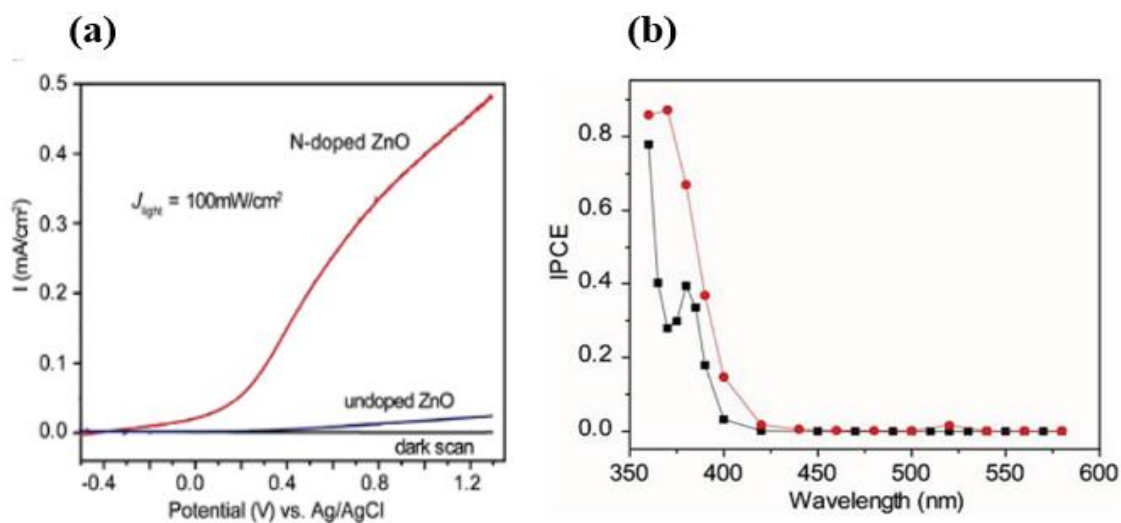 (a)
(b)
0.5
0.4
0.3
0.2
0.1
0.0
I (mA/cm²)
N-doped ZnO
J light = 100mW/cm²
undoped ZnO
dark scan
-0.4 0.0 0.4 0.8 1.2
Potential (V) vs. Ag/AgCl
0.8
0.6
0.4
0.2
0.0
IPCE
350 400 450 500 550 600
Wavelength (nm)